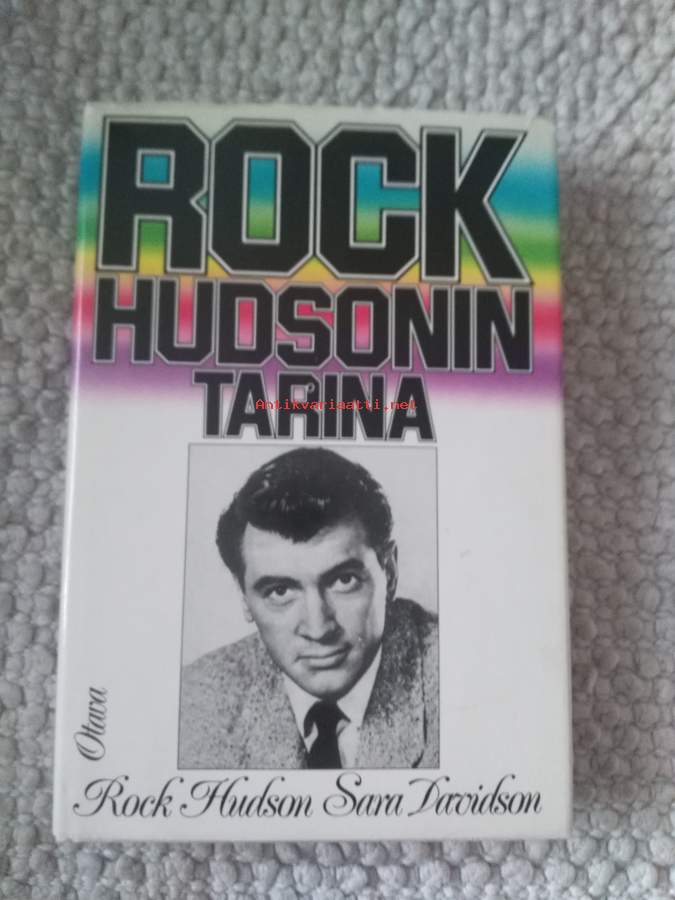 ROCK
HUDSONIN
TARINA
Antikvariaatti.net
Otava
Rock Hudson Sara Davidson